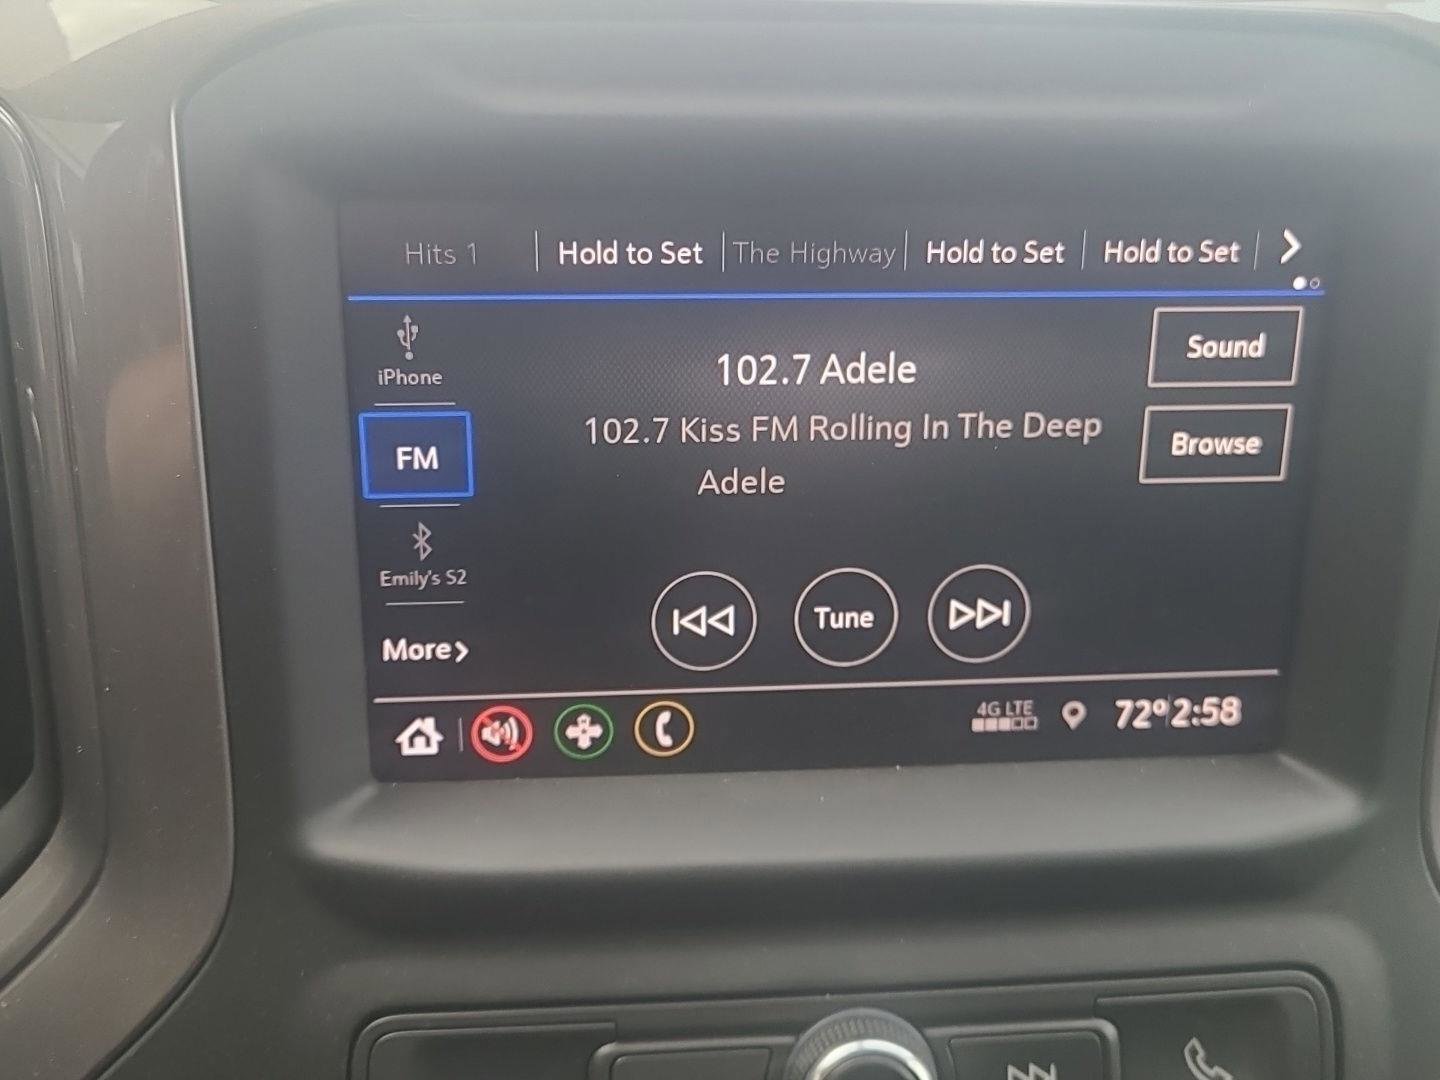 Hits 1
Hold to Set
The Highway
Hold to Set
Hold to Set
iPhone
102.7 Adele
Sound
FM
102.7 Kiss FM Rolling In The Deep
Adele
Browse
Emily's S2
More
Tune
4G LTE
72° 2:58